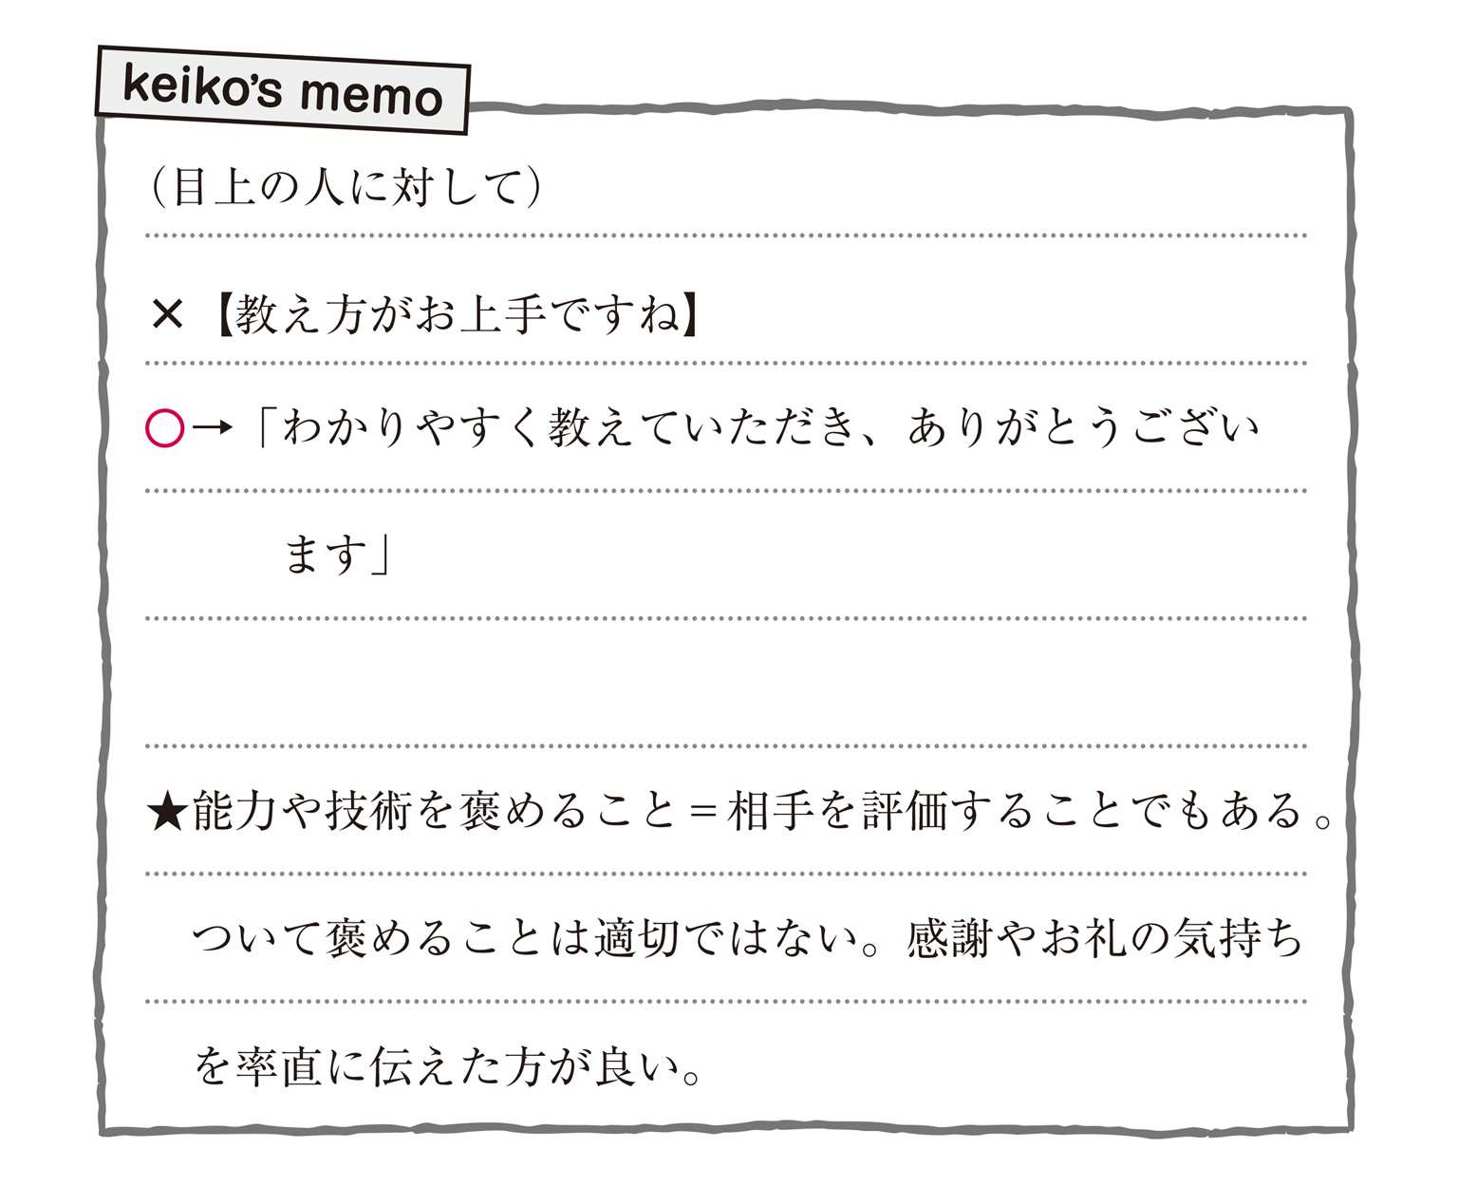 keiko's memo
（目上の人に対して）
×【教え方がお上手ですね】
○→「わかりやすく教えていただき、ありがとうござい
ます」
★能力や技術を褒めること＝相手を評価することでもある。
ついて褒めることは適切ではない。感謝やお礼の気持ち
を率直に伝えた方が良い。